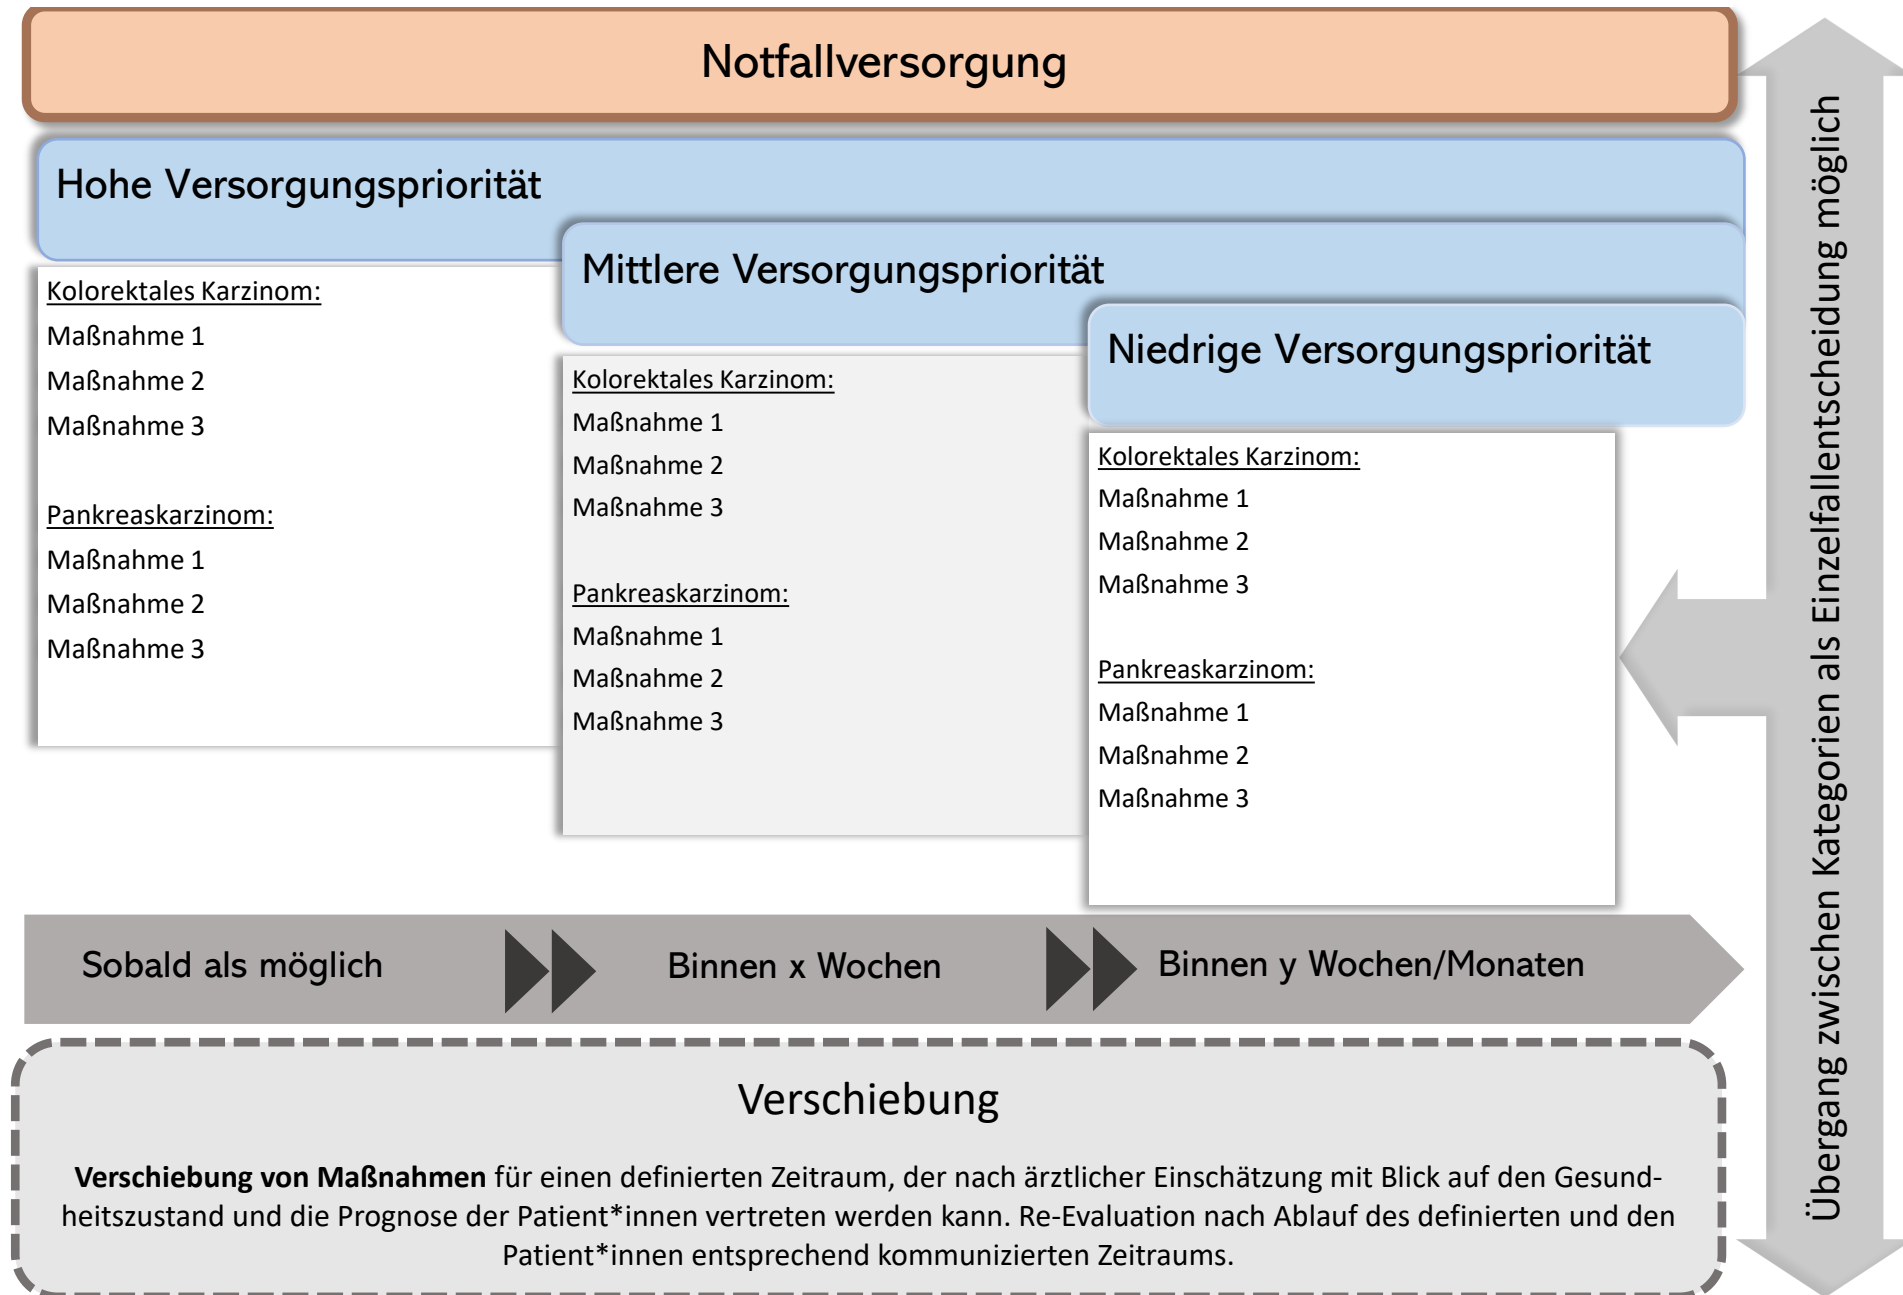 Notfallversorgung
Hohe Versorgungspriorität
Kolorektales Karzinom:
Maßnahme 1
Maßnahme 2
Maßnahme 3
Pankreaskarzinom:
Maßnahme 1
Maßnahme 2
Maßnahme 3
Mittlere Versorgungspriorität
Kolorektales Karzinom:
Maßnahme 1
Maßnahme 2
Maßnahme 3
Pankreaskarzinom:
Maßnahme 1
Maßnahme 2
Maßnahme 3
Niedrige Versorgungspriorität
Kolorektales Karzinom:
Maßnahme 1
Maßnahme 2
Maßnahme 3
Pankreaskarzinom:
Maßnahme 1
Maßnahme 2
Maßnahme 3
Sobald als möglich
Binnen x Wochen
Binnen y Wochen/Monaten
Verschiebung
Verschiebung von Maßnahmen für einen definierten Zeitraum, der nach ärztlicher Einschätzung mit Blick auf den Gesund-
heitszustand und die Prognose der Patient*innen vertreten werden kann. Re-Evaluation nach Ablauf des definierten und den
Patient*innen entsprechend kommunizierten Zeitraums.
Übergang zwischen Kategorien als Einzelfallentscheidung möglich